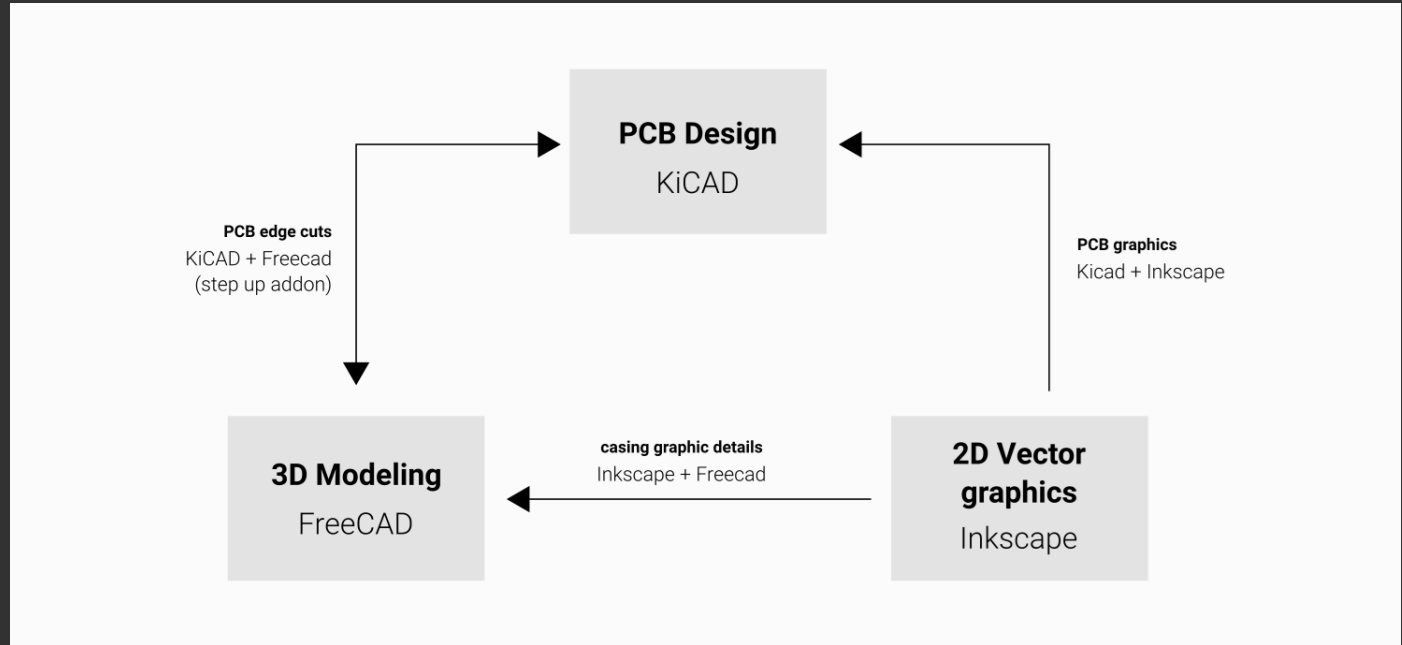 PCB Design
KiCAD
PCB edge cuts
KiCAD + Freecad
(step up addon)
PCB graphics
Kicad + Inkscape
3D Modeling
FreeCAD
casing graphic details
Inkscape + Freecad
2D Vector
graphics
Inkscape